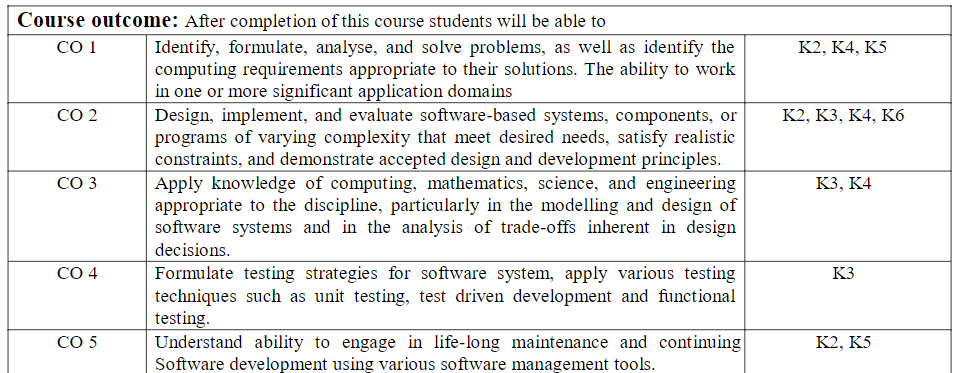 Course outcome: After completion of this course students will be able to
CO 1 Identify, formulate, analyse, and solve problems, as well as identify the K2, K4, K5
computing requirements appropriate to their solutions. The ability to work
in one or more significant application domains
CO 2 Design, implement, and evaluate software-based systems, components, or K2, K3, K4, K6
programs of varying complexity that meet desired needs, satisfy realistic
constraints, and demonstrate accepted design and development principles.
CO 3 Apply knowledge of computing, mathematics, science, and engineering K3, K4
appropriate to the discipline, particularly in the modelling and design of
software systems and in the analysis of trade-offs inherent in design
decisions.
CO 4 Formulate testing strategies for software system, apply various testing K3
techniques such as unit testing, test driven development and functional
testing.
CO 5 Understand ability to engage in life-long maintenance and continuing K2, K5
Software development using various software management tools.